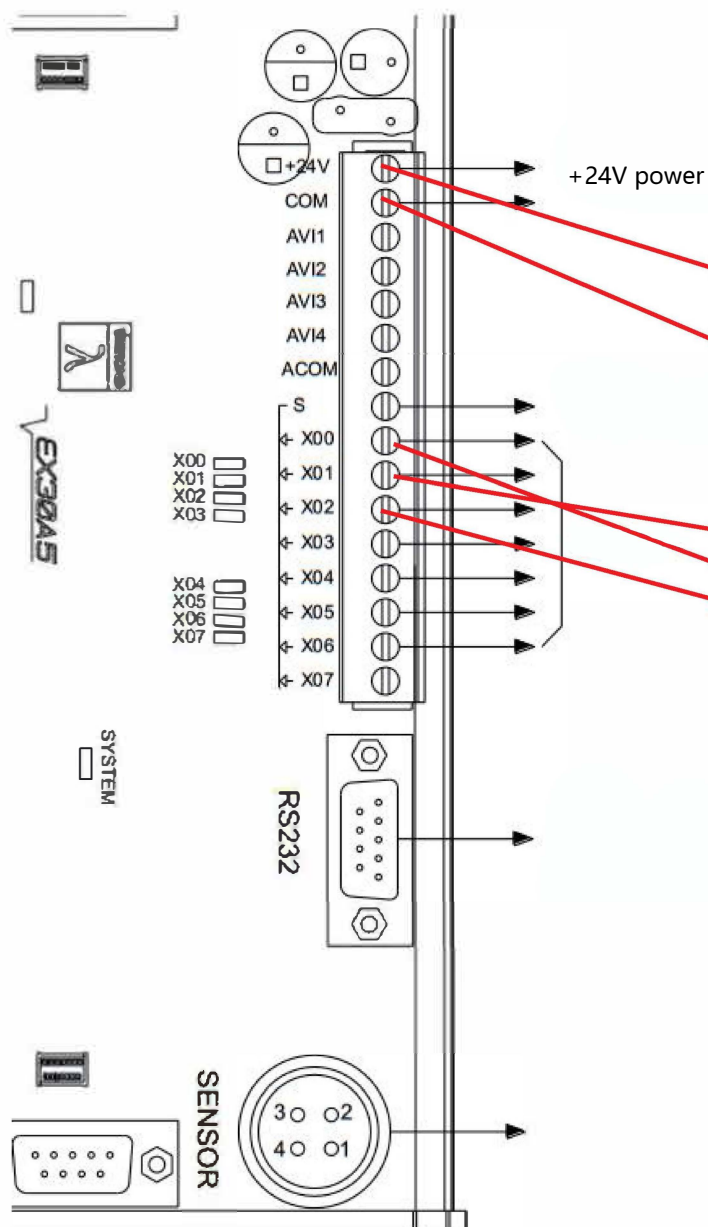 +24V
+24V power
COM
AVI1
AVI2
AVI3
AVI4
ACOM
S
X00
X01
X02
X03
X04
X05
X06
X07
X00
X01
X02
X03
X04
X05
X06
X07
EX30A5
SYSTEM
RS232
SENSOR
3 2
4 1